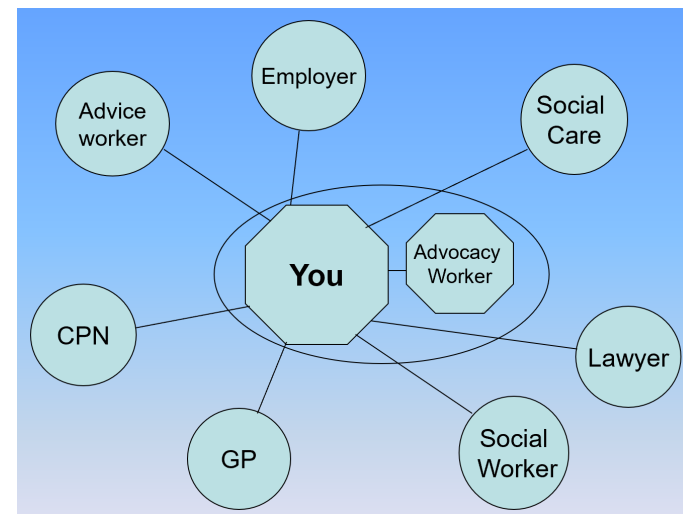 Employer
Advice
worker
Social
Care
You
Advocacy
Worker
CPN
Lawyer
GP
Social
Worker